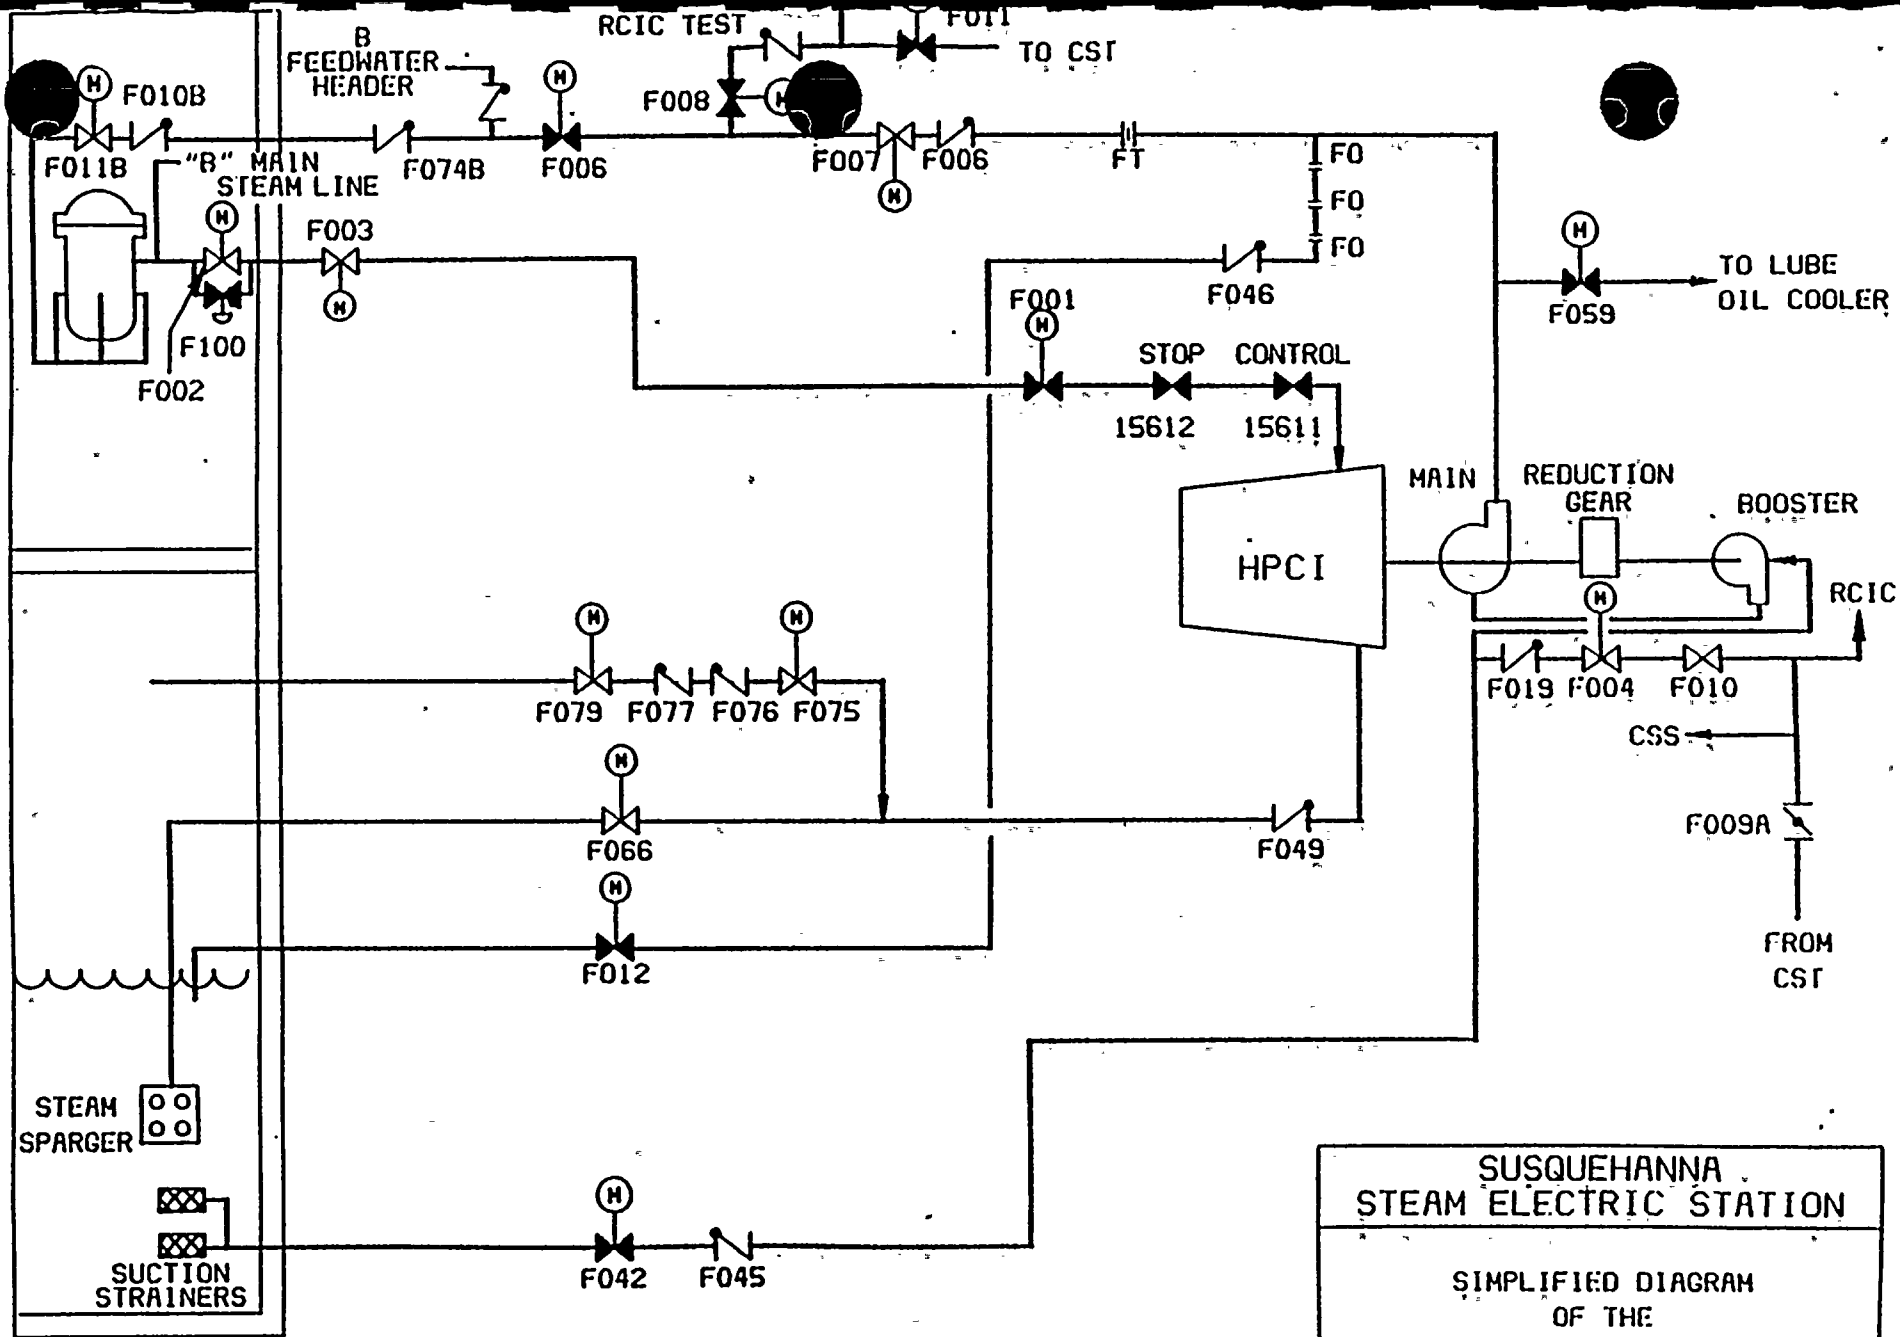 RCIC TEST
F011
TO CST
B
FEEDWATER
HEADER
H
F010B
H
F008
H
F011B
F074B
F006
F007
F006
FT
FO
"B" MAIN
STEAM LINE
H
H
FO
F003
FO
H
F046
H
TO LUBE
OIL COOLER
F059
F100
F002
H
F001
H
STOP
CONTROL
15612
15611
MAIN
REDUCTION
GEAR
BOOSTER
HPCI
H
RCIC
F019
F004
F010
H
H
F079
F077
F076
F075
CSS
H
F066
F049
F009A
H
F012
FROM
CST
STEAM
SPARGER
H
F042
F045
SUCTION
STRAINERS
SUSQUEHANNA
STEAM ELECTRIC STATION
SIMPLIFIED DIAGRAM
OF THE